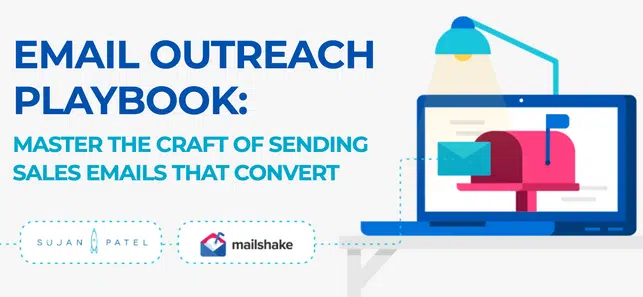 EMAIL OUTREACH
PLAYBOOK:
MASTER THE CRAFT OF SENDING
SALES EMAILS THAT CONVERT
SUJAN PATEL
mailshake